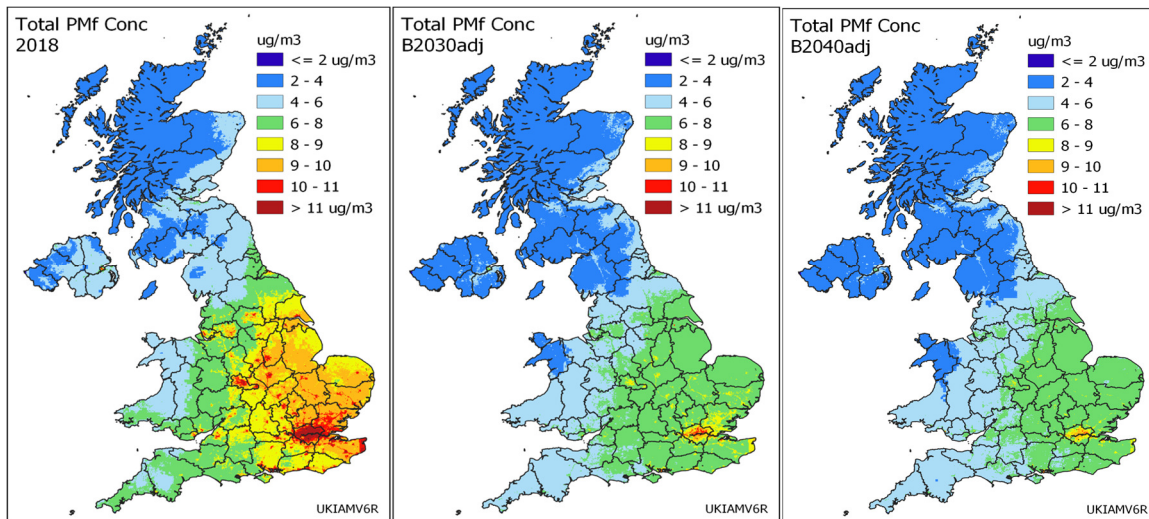 Total PMf Conc
2018
ug/m3
<= 2 ug/m3
2 - 4
4 - 6
6 - 8
8 - 9
9 - 10
10 - 11
> 11 ug/m3
UKIAMV6R
Total PMf Conc
B2030adj
ug/m3
<= 2 ug/m3
2 - 4
4 - 6
6 - 8
8 - 9
9 - 10
10 - 11
> 11 ug/m3
UKIAMV6R
Total PMf Conc
B2040adj
ug/m3
<= 2 ug/m3
2 - 4
4 - 6
6 - 8
8 - 9
9 - 10
10 - 11
> 11 ug/m3
UKIAMV6R